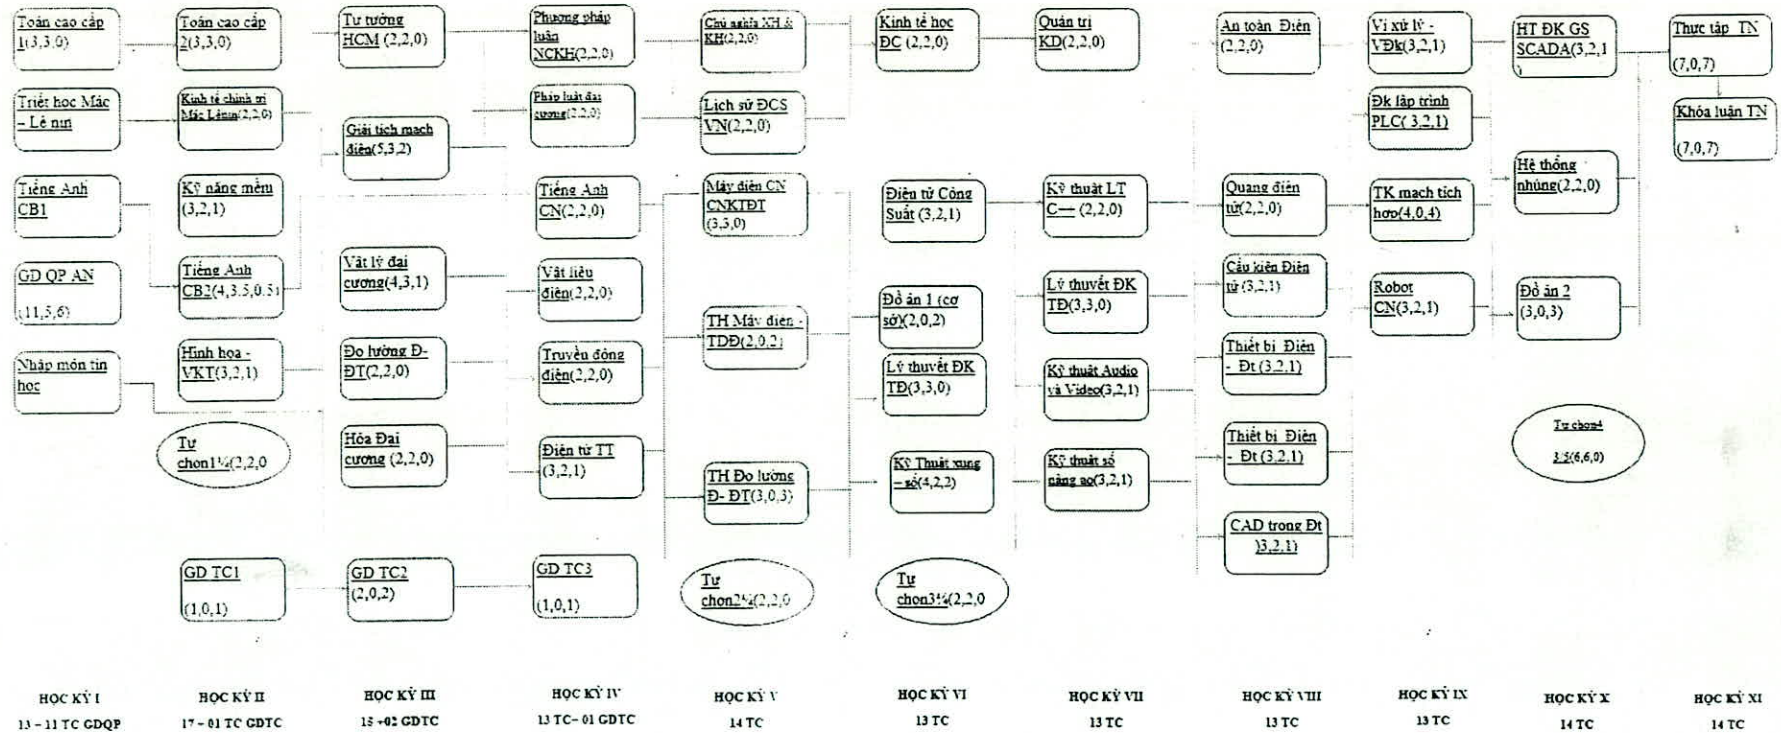 Toán cao cấp
1(3,3,0)
Triết học Mác
– Lê nin
Tiếng Anh
CB1
GD QP AN
(11,5,6)
Nhập môn tin
học
Toán cao cấp
2(3,3,0)
Kinh tế chính trị
Mác Lênin(2,2,0)
Kỹ năng mềm
(3,2,1)
Tiếng Anh
CB2(4,3.5,0.5)
Hình họa -
VKT(3,2,1)
Tự
chon1¼(2,2,0
GD TC1
(1,0,1)
Tư tưởng
HCM (2,2,0)
Giải tích mạch
điện(5,3,2)
Vật lý đại
cương(4,3,1)
Đo lường Đ-
ĐT(2,2,0)
Hóa Đại
cương (2,2,0)
GD TC2
(2,0,2)
Phương pháp
luận
NCKH(2,2,0)
Pháp luật đại
cương(2,2,0)
Tiếng Anh
CN(2,2,0)
Vật liệu
điện(2,2,0)
Truyền động
điện(2,2,0)
Điện tử TT
(3,2,1)
GD TC3
(1,0,1)
Chủ nghĩa XH &
KH(2,2,0)
Lịch sử ĐCS
VN(2,2,0)
Máy điện CN
CNKTĐT
(3,3,0)
TH Máy điện -
TDĐ(2,0,2)
TH Đo lường
Đ- ĐT(3,0,3)
Tự
chon2¼(2,2,0
Kinh tế học
ĐC (2,2,0)
Điện tử Công
Suất (3,2,1)
Đồ án 1 (cơ
sở)(2,0,2)
Lý thuyết ĐK
TĐ(3,3,0)
Kỹ Thuật xung
– số(4,2,2)
Tự
chon3¼(2,2,0
Quản trị
KD(2,2,0)
Kỹ thuật LT
(2,2,0)
Lý thuyết ĐK
TĐ(3,3,0)
Kỹ thuật Audio
và Video(3,2,1)
Kỹ thuật số
nâng ao(3,2,1)
An toàn Điện
(2,2,0)
Quang điện
tử(2,2,0)
Cấu kiện Điện
tử (3,2,1)
Thiết bị Điện
- Đt (3,2,1)
Thiết bị Điện
- Đt (3,2,1)
CAD trong Đt
)3,2,1)
Vi xử lý -
VĐk(3,2,1)
Đk lập trình
PLC( 3,2,1)
TK mạch tích
hợp(4,0,4)
Robot
CN(3,2,1)
HT ĐK GS
SCADA(3,2,1
)
Hệ thống
nhúng(2,2,0)
Đồ án 2
(3,0,3)
Tự chọn4
3/5(6,6,0)
Thực tập TN
(7,0,7)
Khóa luận TN
(7,0,7)
HỌC KỲ I
13 – 11 TC GDQP
HỌC KỲ II
17 – 01 TC GDTC
HỌC KỲ III
15 +02 GDTC
HỌC KỲ IV
13 TC– 01 GDTC
HỌC KỲ V
14 TC
HỌC KỲ VI
13 TC
HỌC KỲ VII
13 TC
HỌC KỲ VIII
13 TC
HỌC KỲ IX
13 TC
HỌC KỲ X
14 TC
HỌC KỲ XI
14 TC